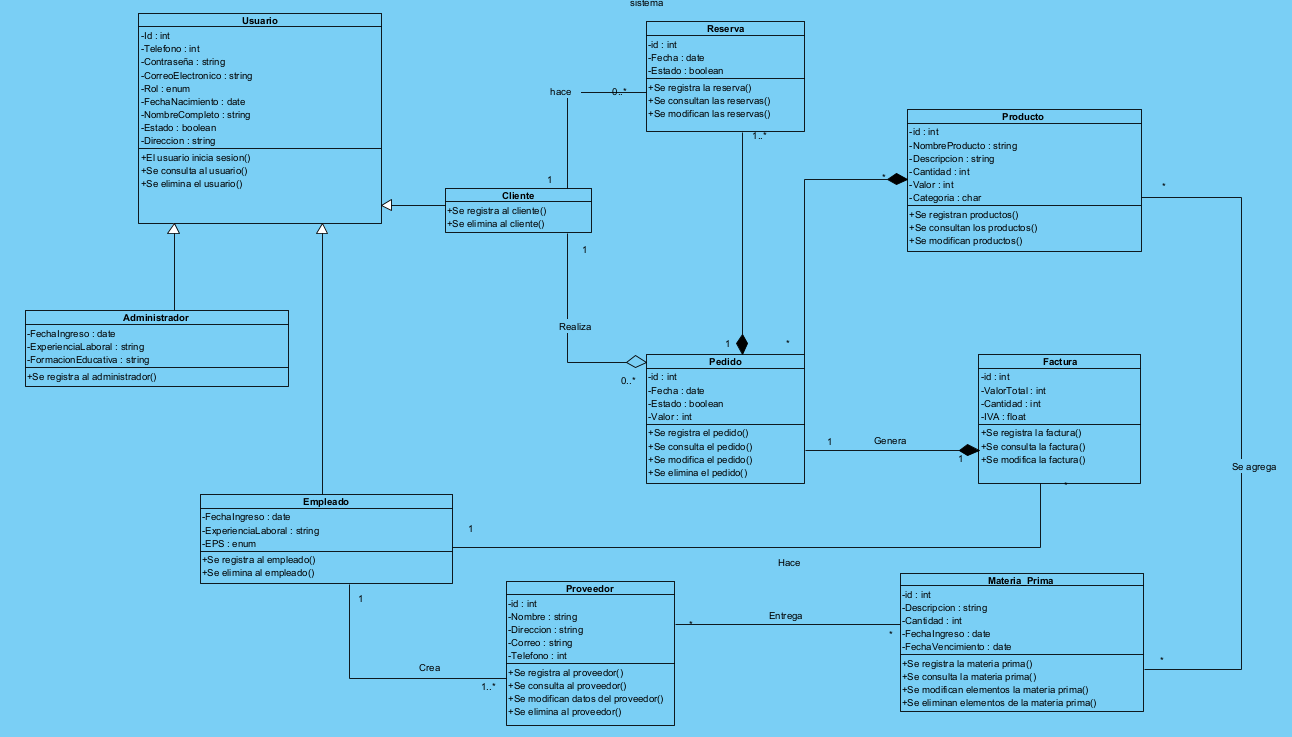 sistema
Usuario
-Id : int
-Telefono : int
-Contraseña : string
-CorreoElectronico : string
-Rol : enum
-FechaNacimiento : date
-NombreCompleto : string
-Estado : boolean
-Direccion : string
+El usuario inicia sesion()
+Se consulta al usuario()
+Se elimina el usuario()
Reserva
-id : int
-Fecha : date
-Estado : boolean
+Se registra la reserva()
+Se consultan las reservas()
+Se modifican las reservas()
hace
0..*
1
1..*
Producto
-id : int
-NombreProducto : string
-Descripcion : string
-Cantidad : int
-Valor : int
-Categoria : char
+Se registran productos()
+Se consultan los productos()
+Se modifican productos()
*
*
Cliente
+Se registra al cliente()
+Se elimina al cliente()
1
Realiza
0..*
1
*
Administrador
-FechaIngreso : date
-ExperienciaLaboral : string
-FormacionEducativa : string
+Se registra al administrador()
Pedido
-id : int
-Fecha : date
-Estado : boolean
-Valor : int
+Se registra el pedido()
+Se consulta el pedido()
+Se modifica el pedido()
+Se elimina el pedido()
1
Genera
1
Factura
-id : int
-ValorTotal : int
-Cantidad : int
-IVA : float
+Se registra la factura()
+Se consulta la factura()
+Se modifica la factura()
*
Se agrega
Empleado
-FechaIngreso : date
-ExperienciaLaboral : string
-EPS : enum
+Se registra al empleado()
+Se elimina al empleado()
1
Hace
1
Crea
1..*
Proveedor
-id : int
-Nombre : string
-Direccion : string
-Correo : string
-Telefono : int
+Se registra al proveedor()
+Se consulta al proveedor()
+Se modifican datos del proveedor()
+Se elimina al proveedor()
*
Entrega
*
Materia_Prima
-id : int
-Descripcion : string
-Cantidad : int
-FechaIngreso : date
-FechaVencimiento : date
+Se registra la materia prima()
+Se consulta la materia prima()
+Se modifican elementos la materia prima()
+Se eliminan elementos de la materia prima()
*